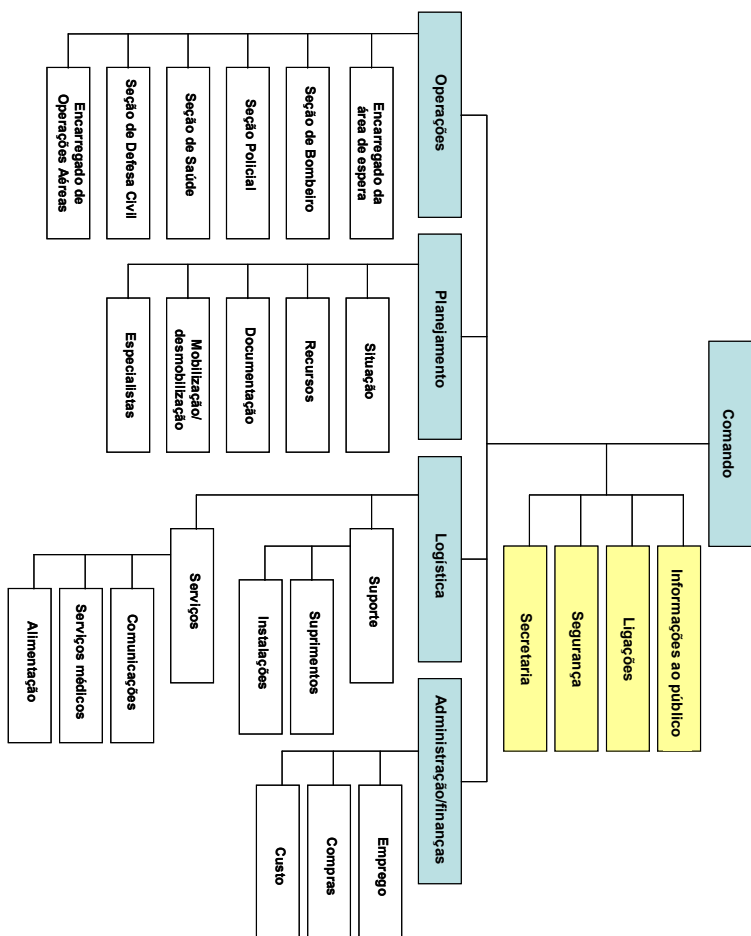 Comando
Informações ao público
Ligações
Segurança
Secretaria
Operações
Encarregado da
área de espera
Seção de Bombeiro
Seção Policial
Seção de Saúde
Seção de Defesa Civil
Encarregado de
Operações Aéreas
Planejamento
Situação
Recursos
Documentação
Mobilização/
desmobilização
Especialistas
Logística
Suporte
Suprimentos
Instalações
Serviços
Comunicações
Serviços médicos
Alimentação
Administração/finanças
Emprego
Compras
Custo